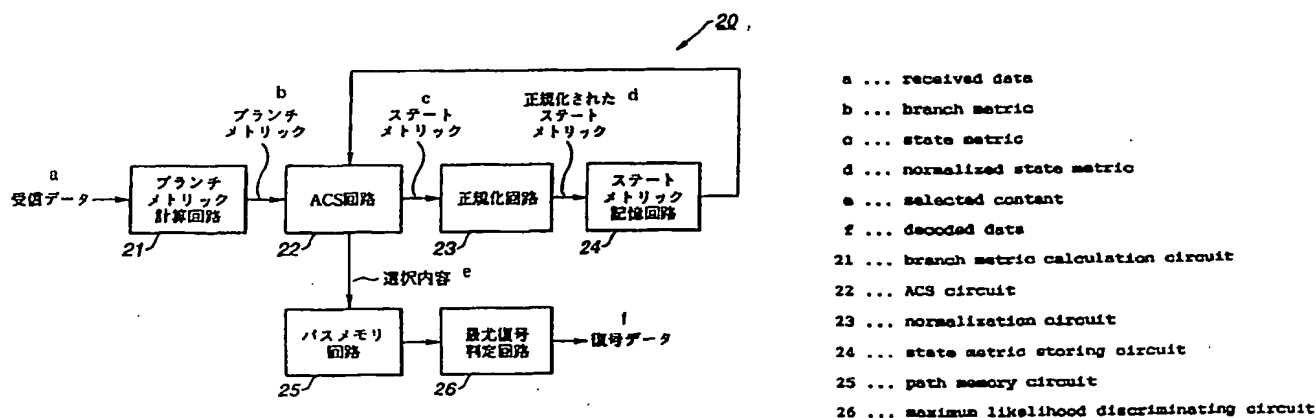 20
b
ブランチ
メトリック
c
ステート
メトリック
正規化された d
ステート
メトリック
a
受信データ
ブランチ
メトリック
計算回路
21
ACS回路
22
正規化回路
23
ステート
メトリック
記憶回路
24
選択内容 e
パスメモリ
回路
25
最尤復号
判定回路
26
f
復号データ
a ... received data
b ... branch metric
c ... state metric
d ... normalized state metric
e ... selected content
f ... decoded data
21 ... branch metric calculation circuit
22 ... ACS circuit
23 ... normalization circuit
24 ... state metric storing circuit
25 ... path memory circuit
26 ... maximum likelihood discriminating circuit